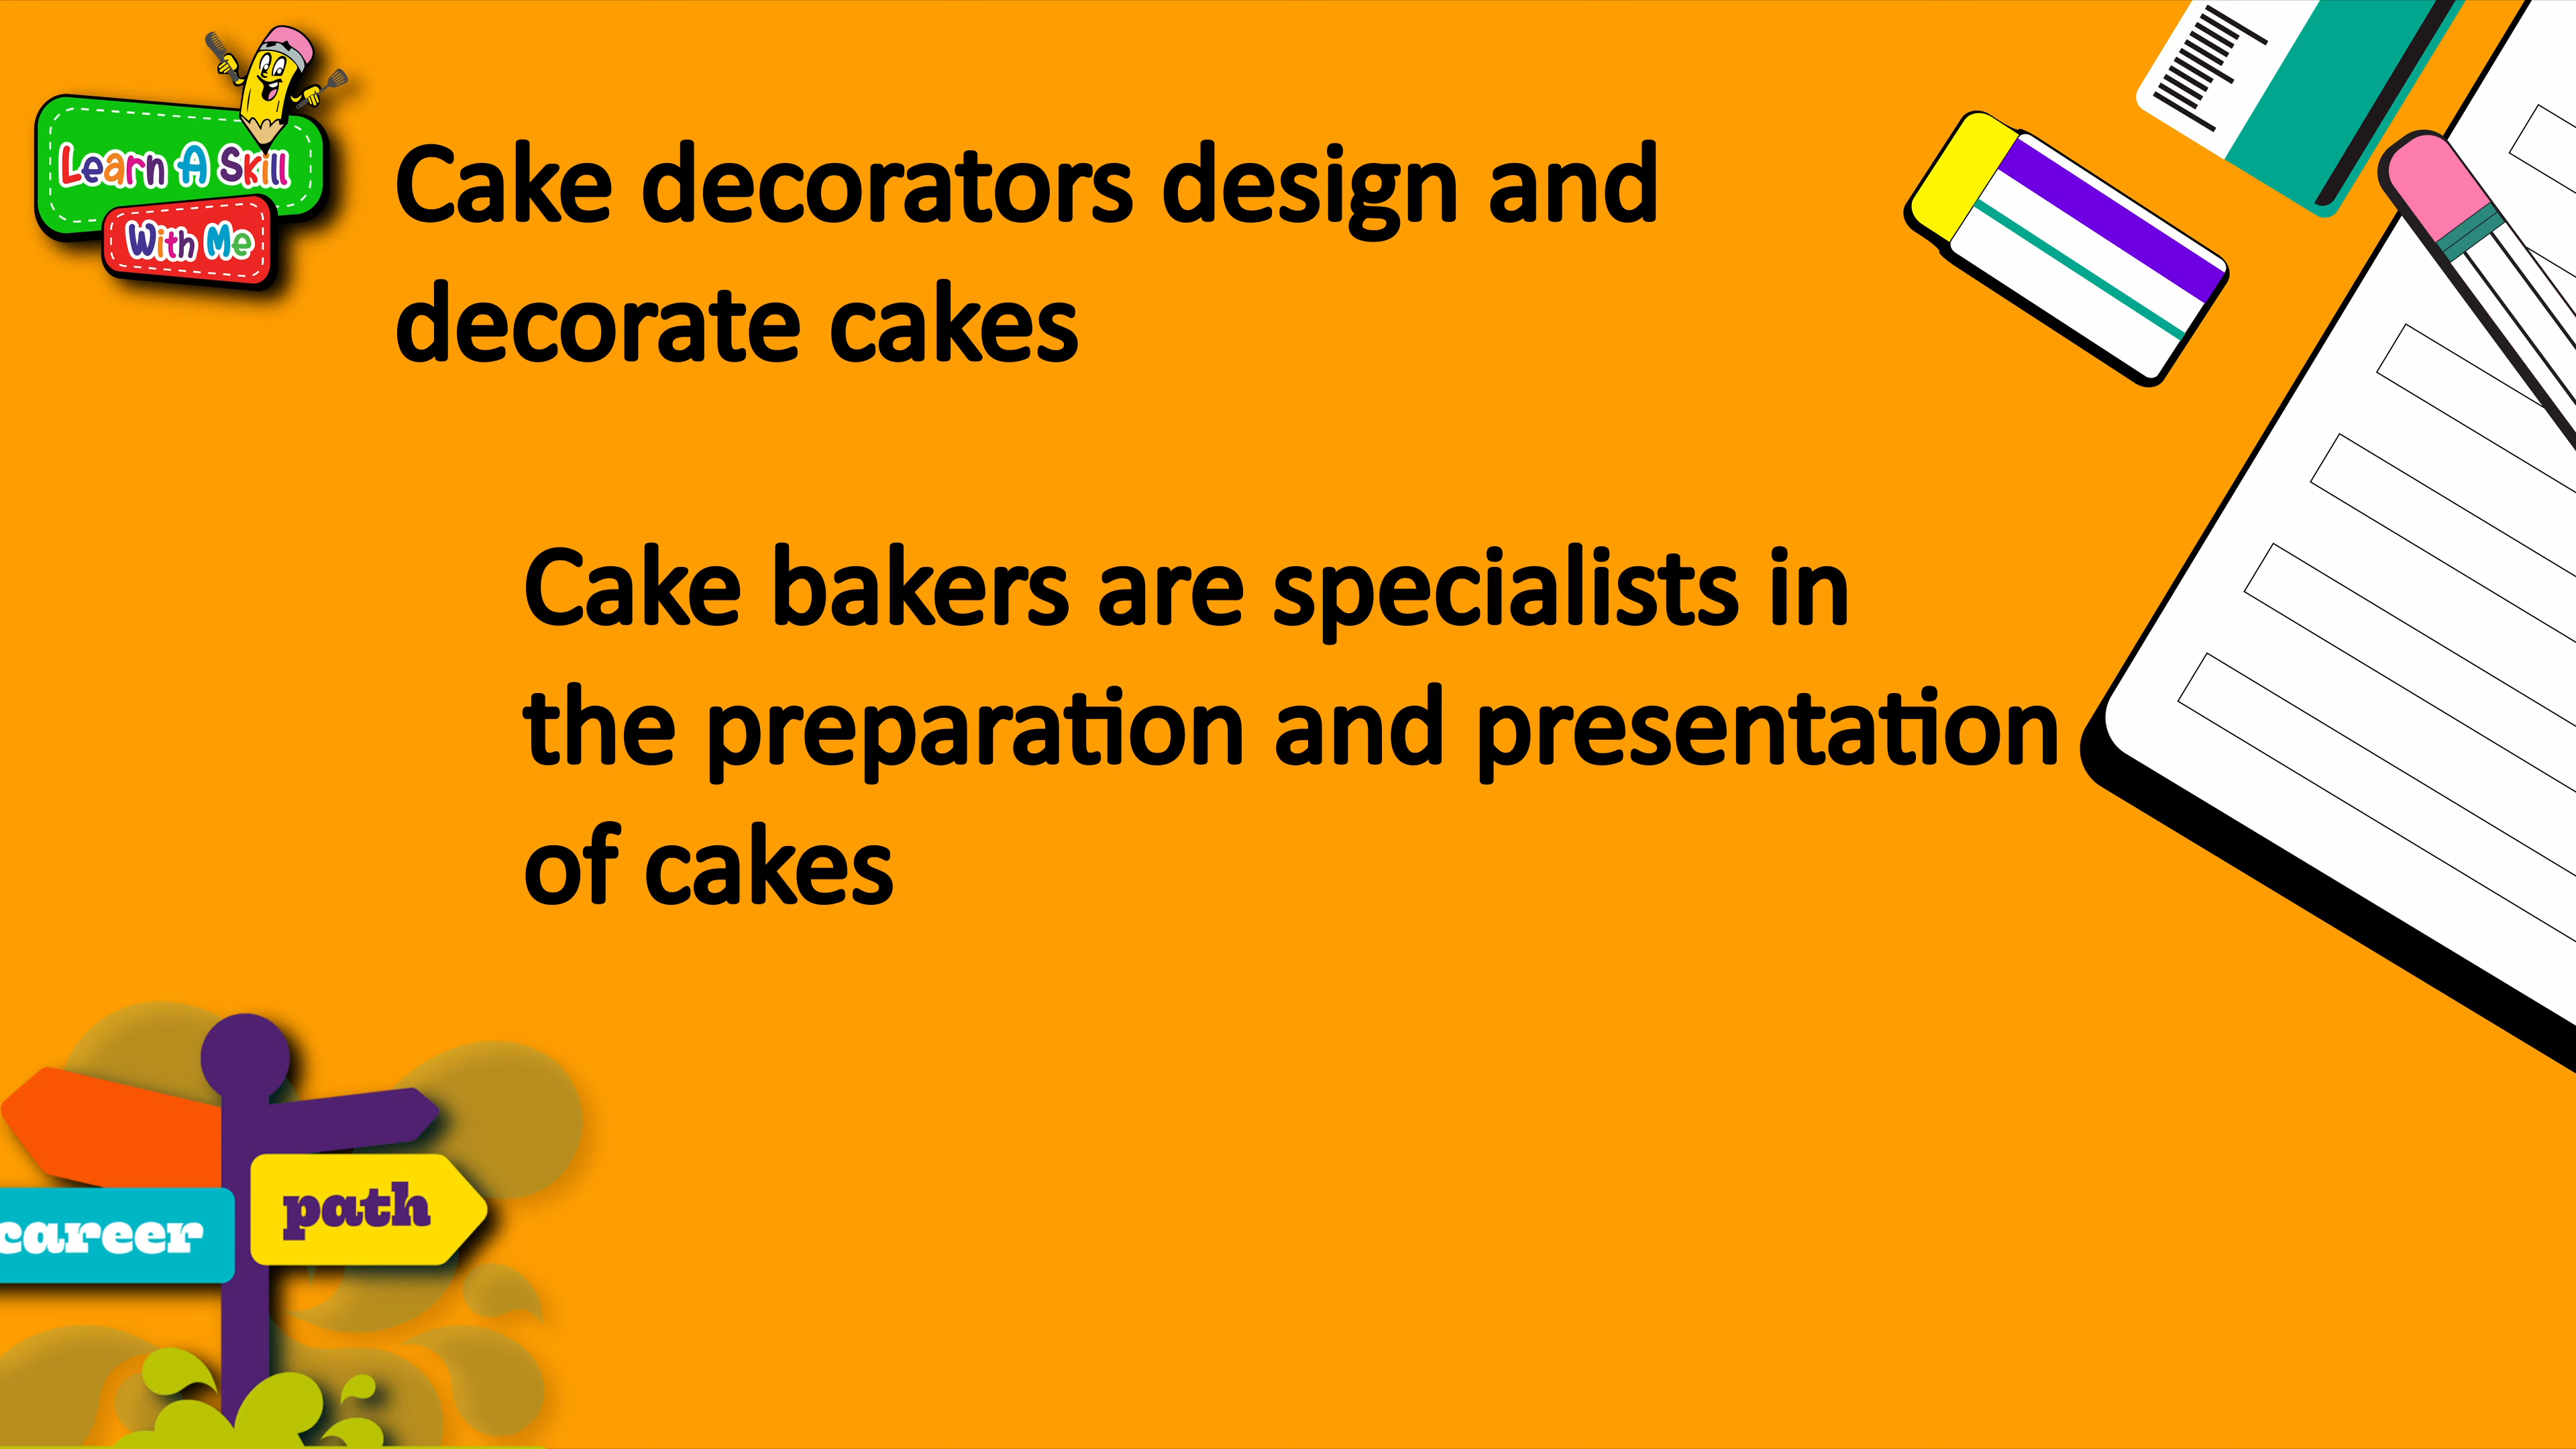 Learn A Skill
With Me
Cake decorators design and
decorate cakes
Cake bakers are specialists in
the preparation and presentation
of cakes
path
career